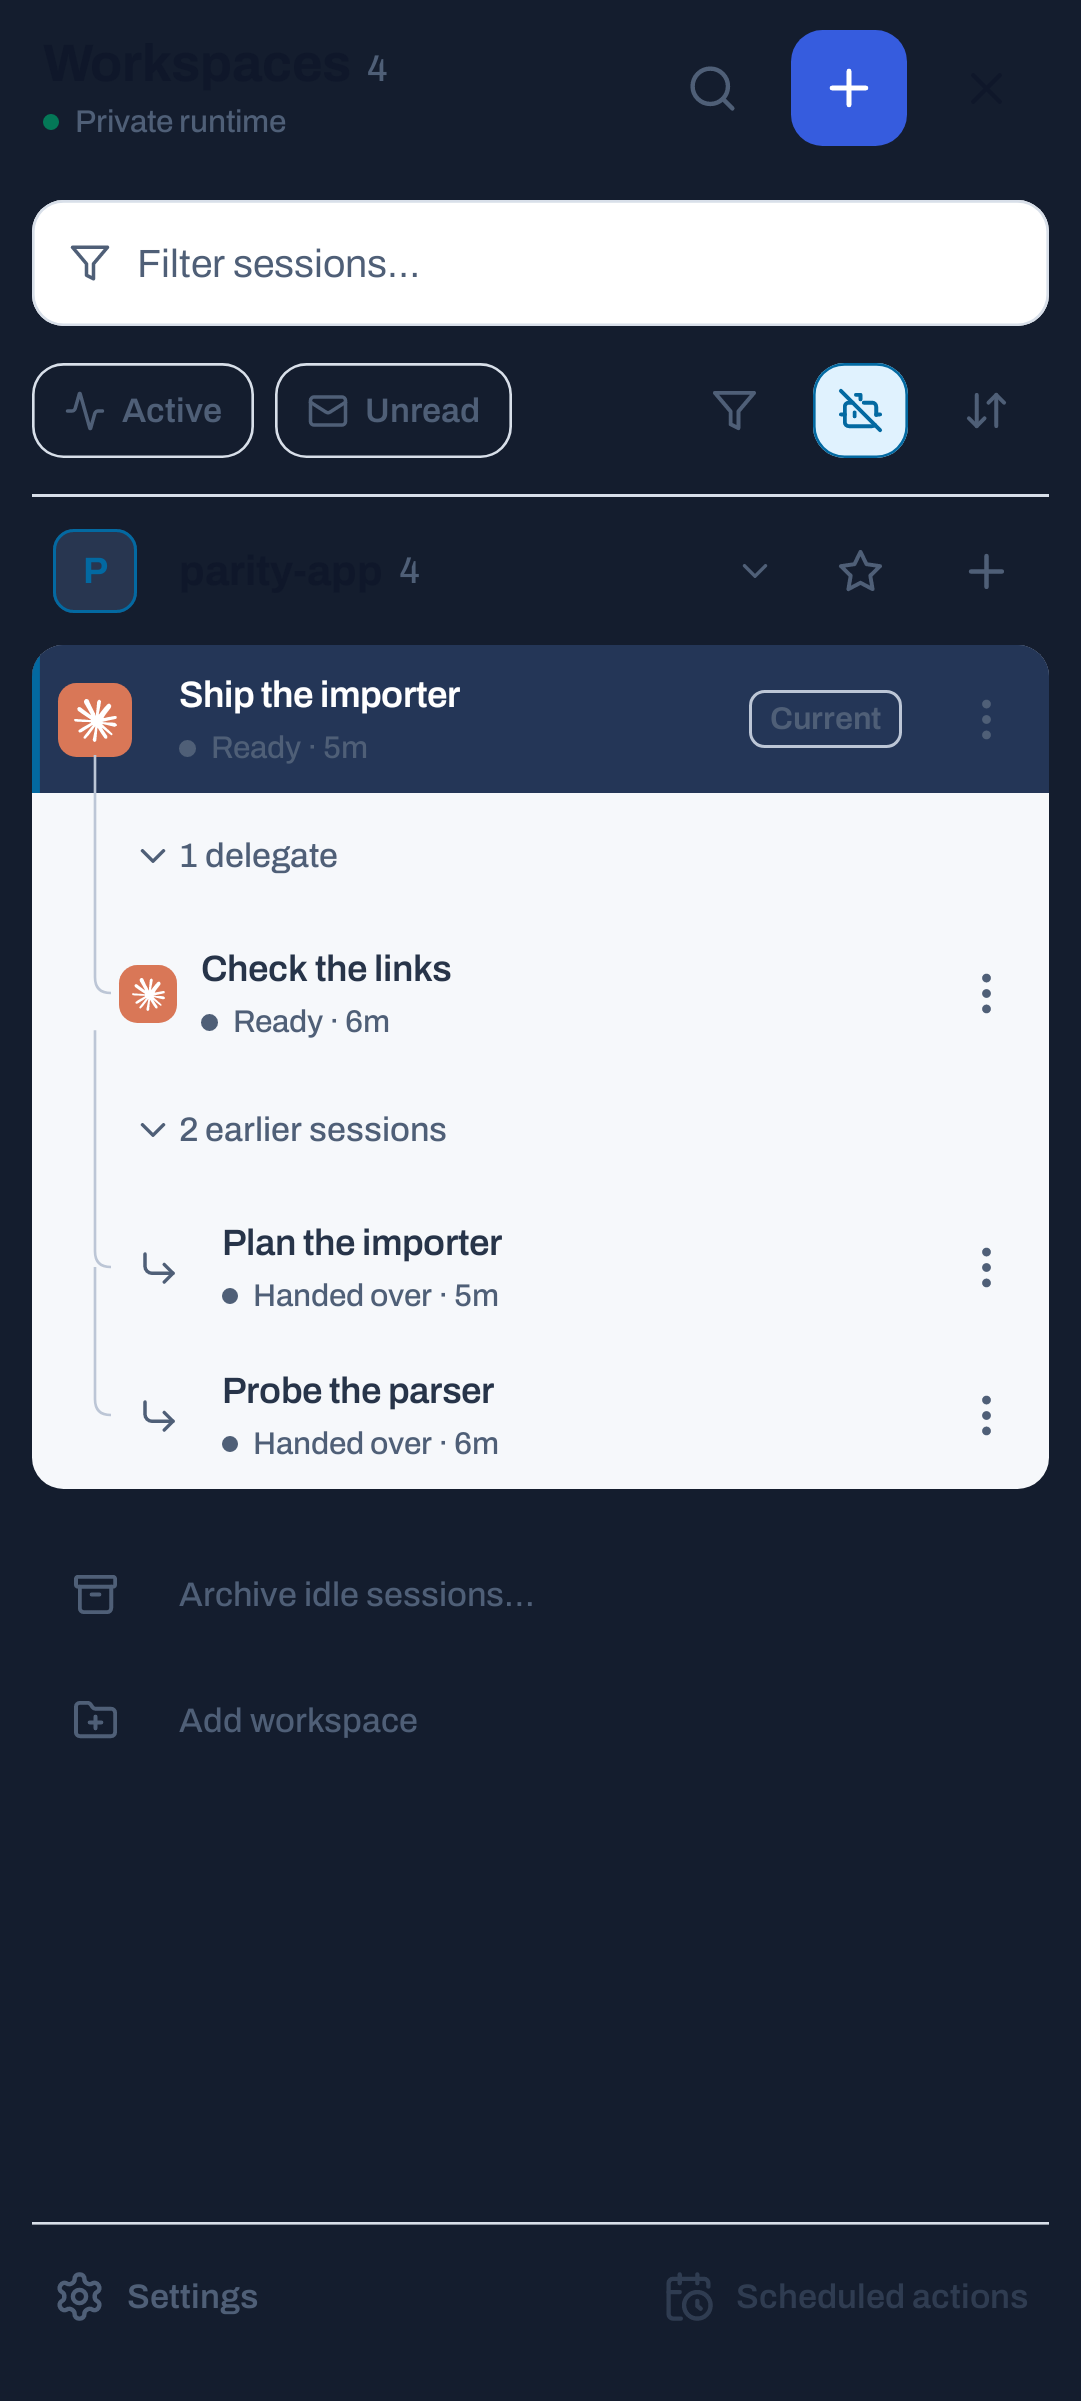 Workspaces 4
Private runtime
Filter sessions...
Active
Unread
P
parity-app 4
Ship the importer
Ready · 5m
Current
1 delegate
Check the links
Ready · 6m
2 earlier sessions
Plan the importer
Handed over · 5m
Probe the parser
Handed over · 6m
Archive idle sessions...
Add workspace
Settings
Scheduled actions